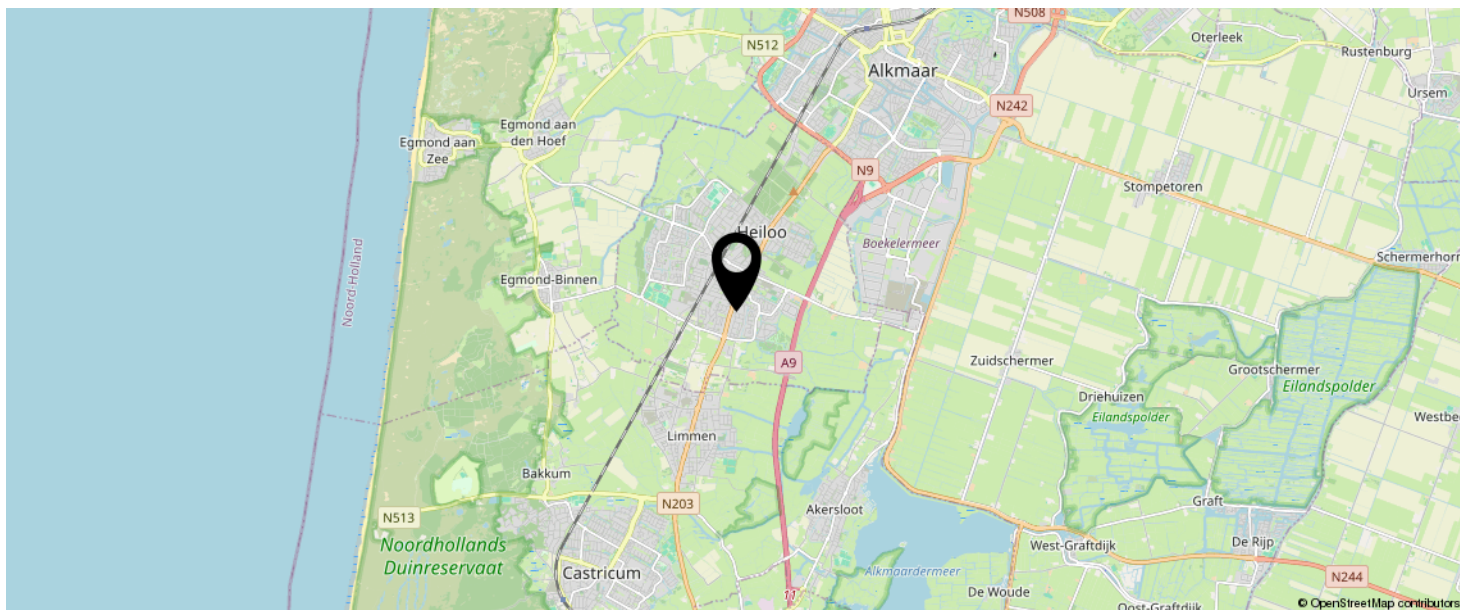 N508
Oterleek
Rustenburg
N512
Alkmaar
Ursem
N242
Egmond aan
den Hoef
Egmond aan
Zee
N9
Stompetoren
Heiloo
Boekelermeer
Schermerhorn
Noord-Holland
Egmond-Binnen
A9
Zuidschermer
Grootschermer
Eilandspolder
Driehuizen
Eilandspolder
Limmen
Bakkum
N203
Graft
Akersloot
N513
Noordhollands
Duinreservaat
West-Graftdijk
De Rijp
Castricum
Alkmaardermeer
N244
De Woude
11
© OpenStreetMap contributors